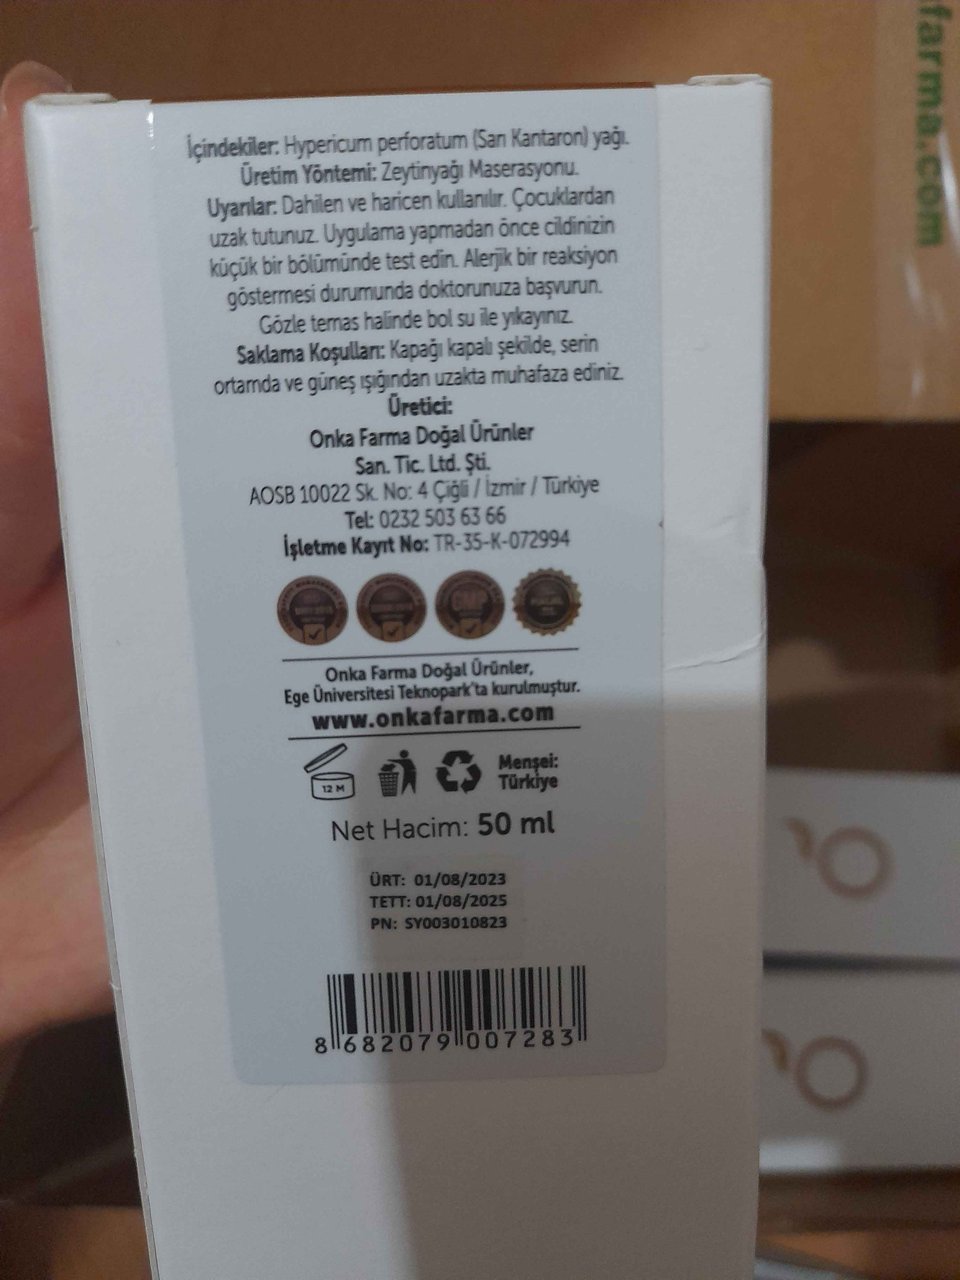 İçindekiler: Hypericum perforatum (Sarı Kantaron) yağı.
Üretim Yöntemi: Zeytinyağı Maserasyonu.
Uyarılar: Dahilen ve haricen kullanılır. Çocuklardan
uzak tutunuz. Uygulama yapmadan önce cildinizin
küçük bir bölümünde test edin. Alerjik bir reaksiyon
göstermesi durumunda doktorunuza başvurun.
Gözle temas halinde bol su ile yıkayınız.
Saklama Koşulları: Kapağı kapalı şekilde, serin
ortamda ve güneş ışığından uzakta muhafaza ediniz.
Üretici:
Onka Farma Doğal Ürünler
San. Tic. Ltd. Şti.
AOSB 10022 Sk. No: 4 Çiğli / İzmir / Türkiye
Tel: 0232 503 63 66
İşletme Kayıt No: TR-35-K-072994
GMP
Onka Farma Doğal Ürünler,
Ege Üniversitesi Teknopark'ta kurulmuştur.
www.onkafarma.com
12 M
Menşei:
Türkiye
Net Hacim: 50 ml
ÜRT: 01/08/2023
TETT: 01/08/2025
PN: SY003010823
8 682079 007283
farma.com